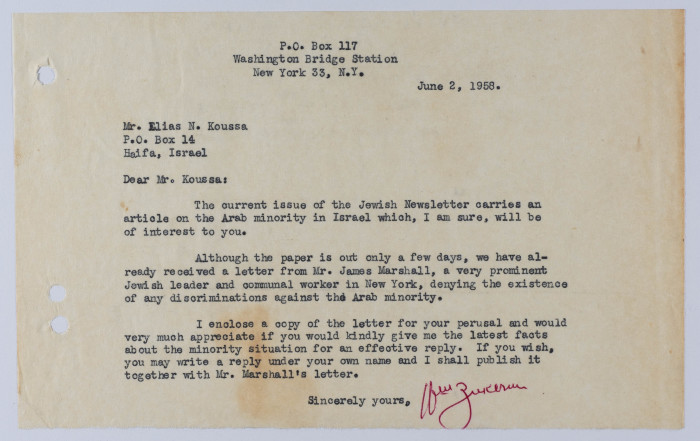 P.O. Box 117
Washington Bridge Station
New York 33, N.Y.
June 2, 1958.
Mr. Elias N. Koussa
P.O. Box 14
Haifa, Israel
Dear Mr. Koussa:
The current issue of the Jewish Newsletter carries an
article on the Arab minority in Israel which, I am sure, will be
of interest to you.
Although the paper is out only a few days, we have al-
ready received a letter from Mr. James Marshall, a very prominent
Jewish leader and communal worker in New York, denying the existence
of any discriminations against the Arab minority.
I enclose a copy of the letter for your perusal and would
very much appreciate if you would kindly give me the latest facts
about the minority situation for an effective reply. If you wish,
you may write a reply under your own name and I shall publish it
together with Mr. Marshall's letter.
Sincerely yours,
Wm Zukerman